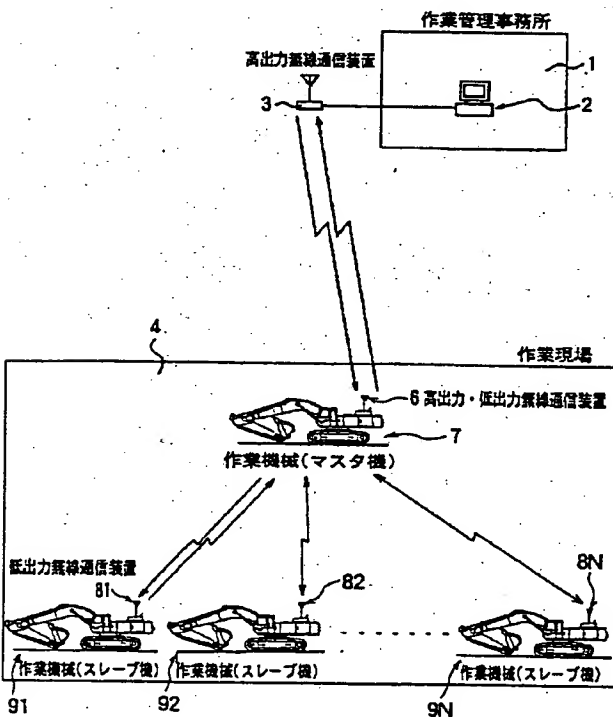 作業管理事務所
1
高出力無線通信装置
3
2
4
作業現場
6 高出力・低出力無線通信装置
7
作業機械(マスタ機)
低出力無線通信装置
81
82
8N
作業機械(スレーブ機)
作業機械(スレーブ機)
作業機械(スレーブ機)
91
92
9N